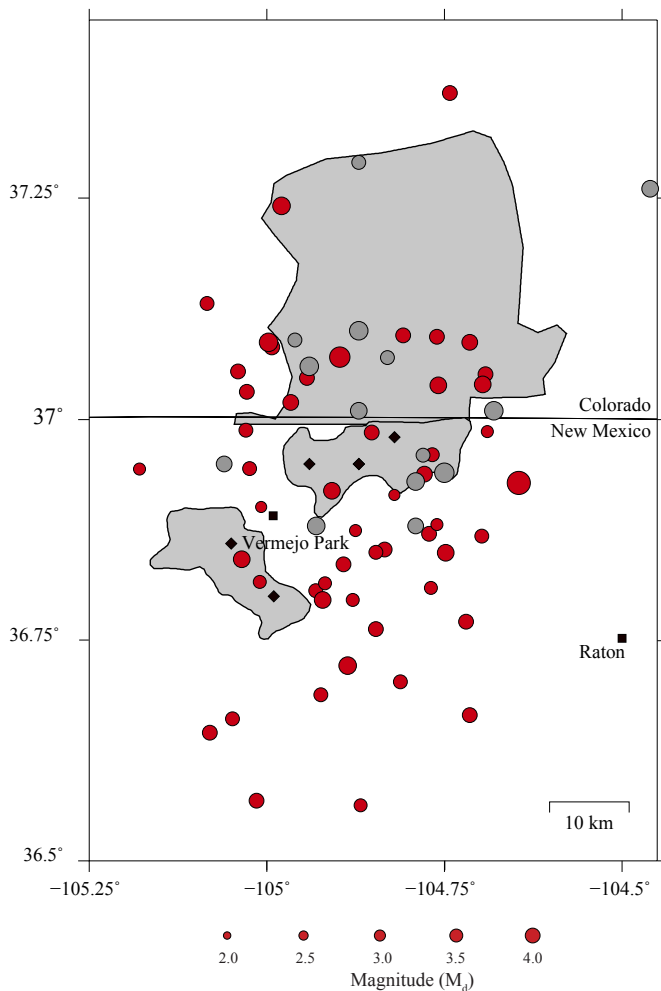 37.25°
Colorado
37°
New Mexico
Vermejo Park
36.75°
Raton
10 km
36.5°
−105.25°
−105°
−104.75°
−104.5°
2.0
2.5
3.0
3.5
4.0
Magnitude (Md)